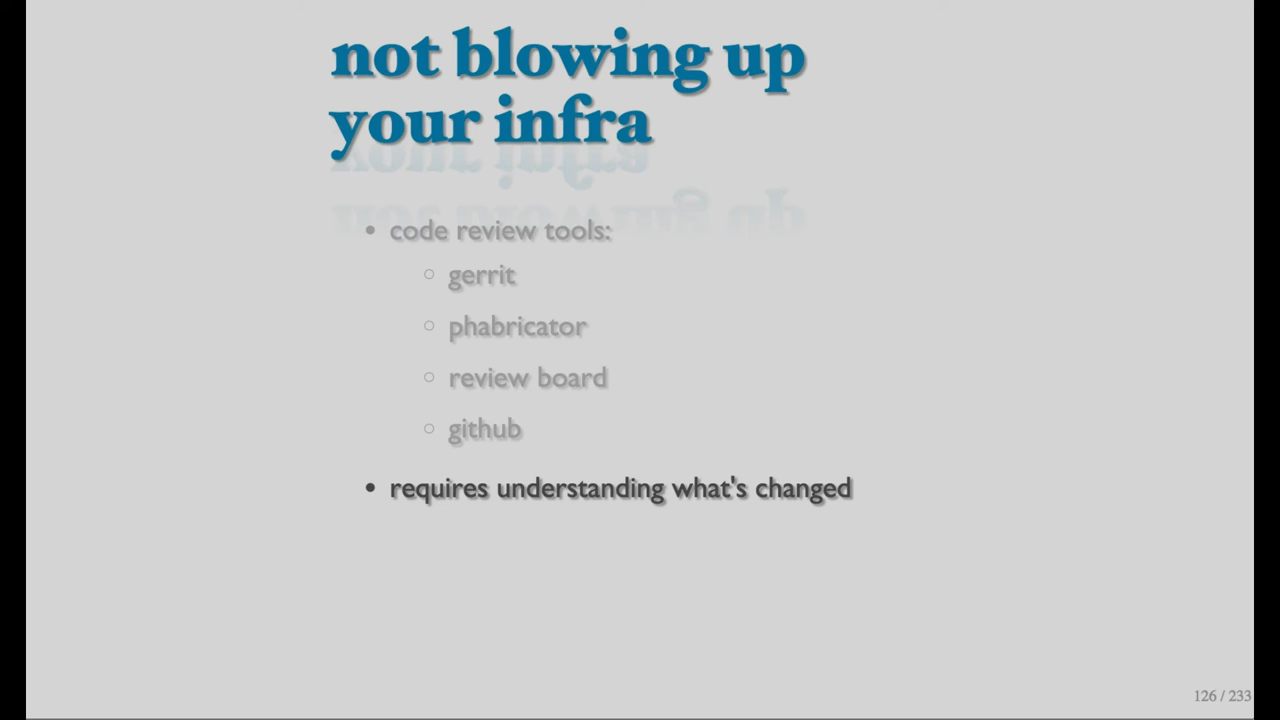 not blowing up
your infra
• code review tools:
○ gerrit
○ phabricator
○ review board
○ github
• requires understanding what's changed
126 / 233